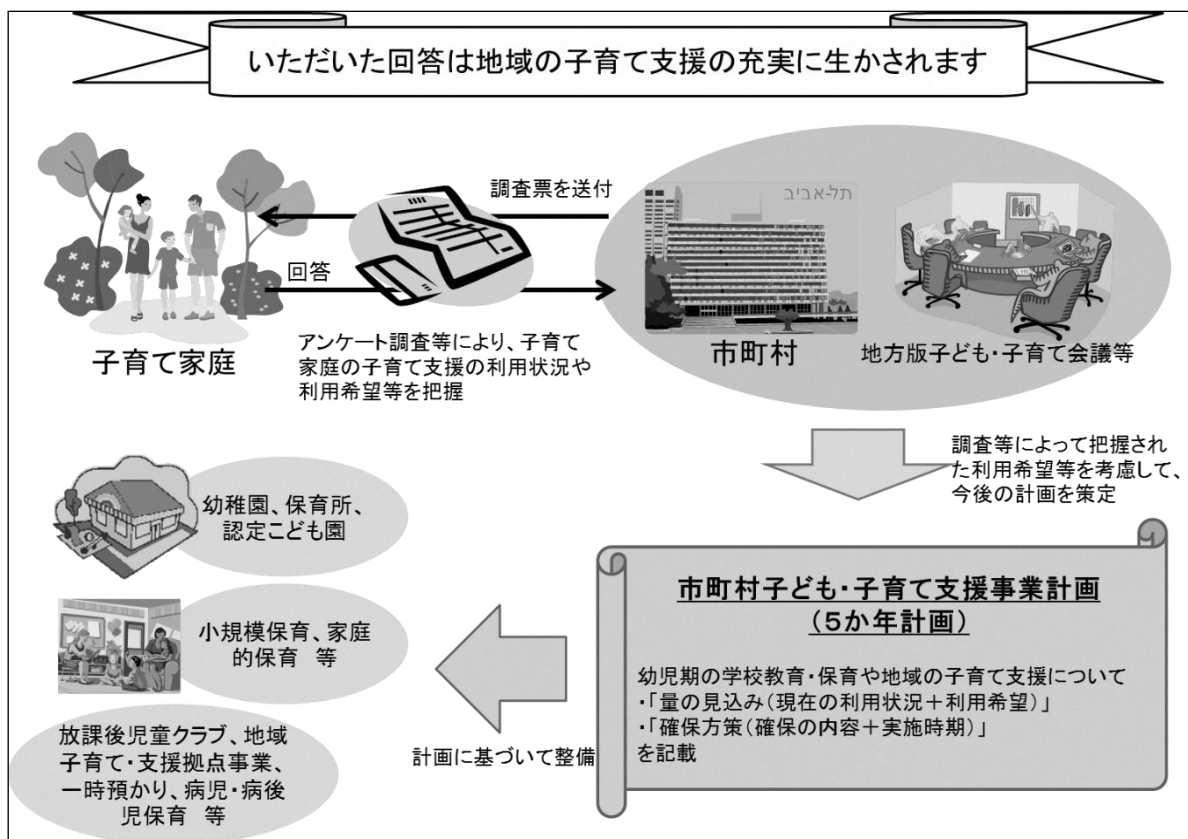 いただいた回答は地域の子育て支援の充実に生かされます
調査票を送付
תל-אביב
回答
子育て家庭
アンケート調査等により、子育て
家庭の子育て支援の利用状況や
利用希望等を把握
市町村
地方版子ども・子育て会議等
調査等によって把握され
た利用希望等を考慮して、
今後の計画を策定
幼稚園、保育所、
認定こども園
小規模保育、家庭
的保育 等
放課後児童クラブ、地域
子育て・支援拠点事業、
一時預かり、病児・病後
児保育 等
計画に基づいて整備
市町村子ども・子育て支援事業計画
(5か年計画)
幼児期の学校教育・保育や地域の子育て支援について
・「量の見込み(現在の利用状況+利用希望)」
・「確保方策(確保の内容+実施時期)」
を記載